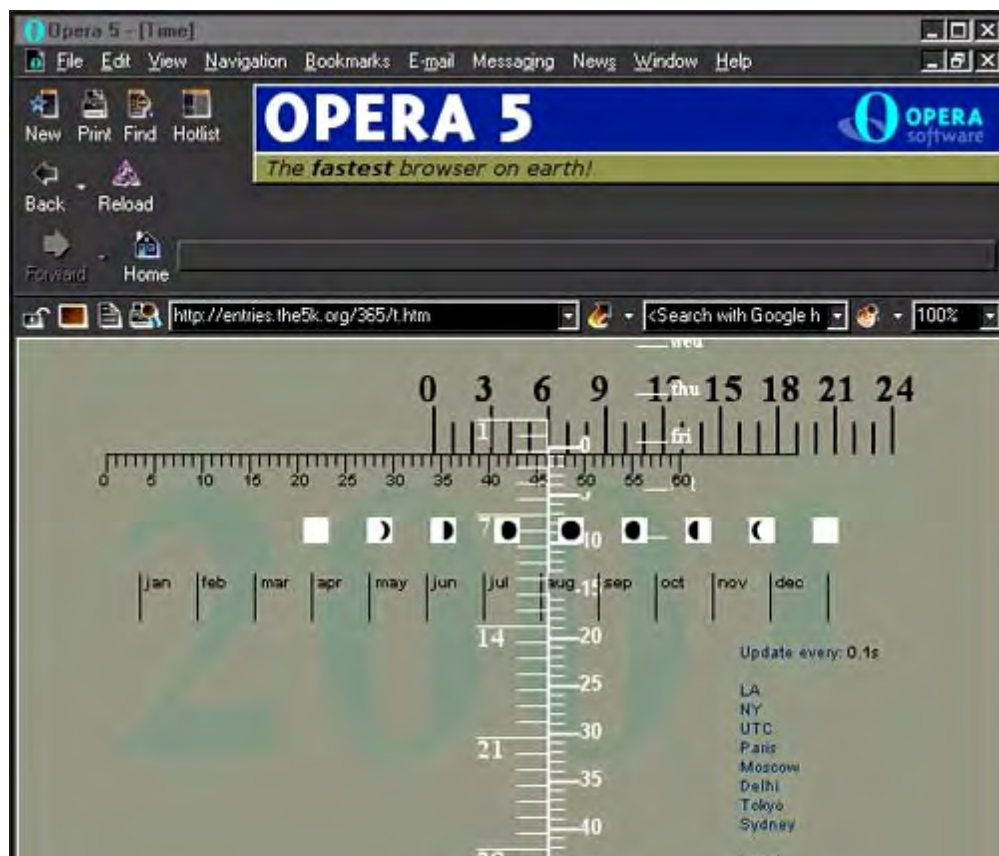 Opera 5 - [Time]
File Edit View Navigation Bookmarks E-mail Messaging News Window Help
New Print Find Hotlist
OPERA 5
OPERA software
The fastest browser on earth!
Back Reload
Forward Home
http://entries.the5k.org/365/t.htm
<Search with Google h
100%
wed
0 3 6 9 12 15 18 21 24
thu
1
0
fri
0 5 10 15 20 25 30 35 40 45 50 55 60
5
7
10
jan feb mar apr may jun jul aug sep oct nov dec
15
2001
14
20
Update every: 0.1s
25
LA
NY
UTC
Paris
Moscow
Delhi
Tokyo
Sydney
21
30
35
40
28